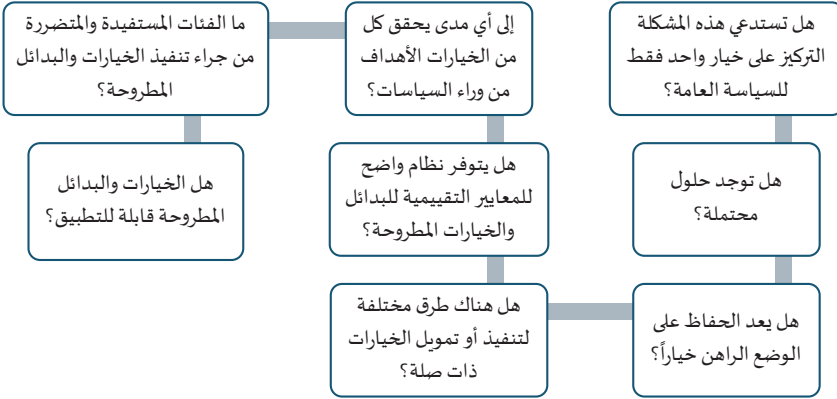 هل تستدعي هذه المشكلة
التركيز على خيار واحد فقط
للسياسة العامة؟
هل توجد حلول
محتملة؟
هل يعد الحفاظ على
الوضع الراهن خياراً؟
هل هناك طرق مختلفة
لتنفيذ أو تمويل الخيارات
ذات صلة؟
هل يتوفر نظام واضح
للمعايير التقييمية للبدائل
والخيارات المطروحة؟
إلى أي مدى يحقق كل
من الخيارات الأهداف
من وراء السياسات؟
ما الفئات المستفيدة والمتضررة
من جراء تنفيذ الخيارات والبدائل
المطروحة؟
هل الخيارات والبدائل
المطروحة قابلة للتطبيق؟